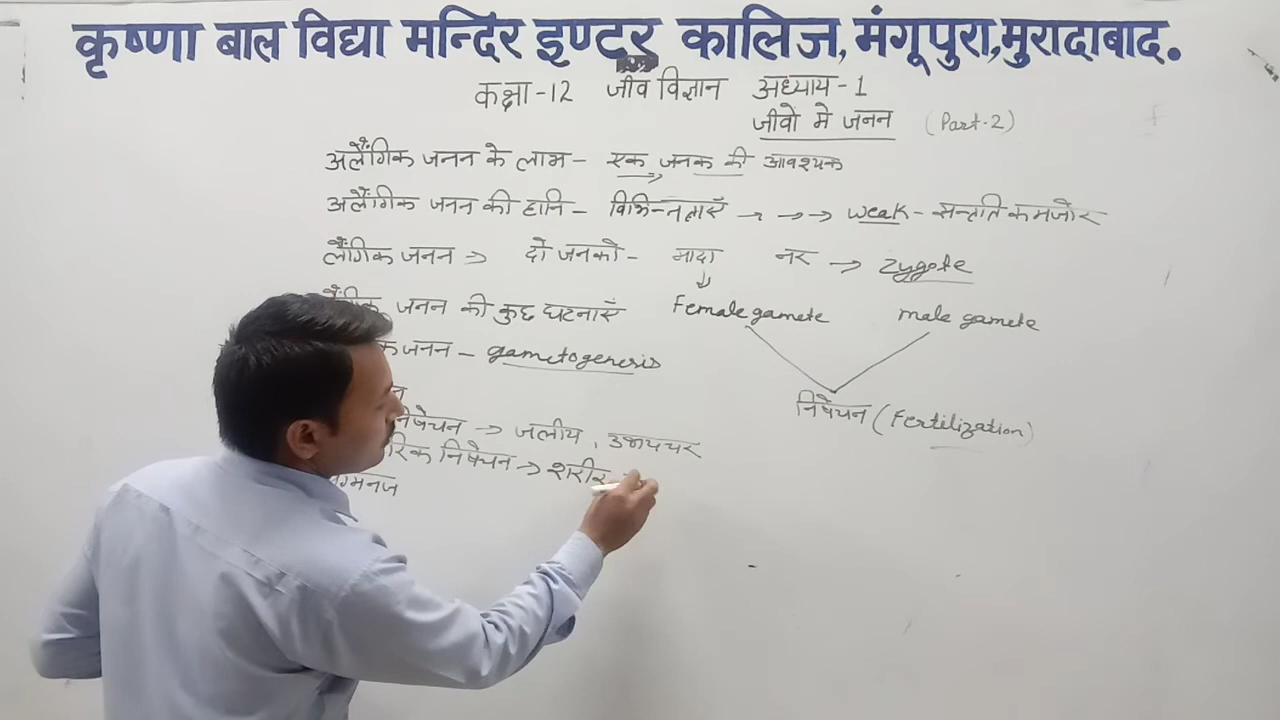 कृष्णा बाल विद्या मन्दिर इण्टर कालिज, मंगूपुरा, मुरादाबाद.
कक्षा-12 जीव विज्ञान अध्याय-1
जीवो मे जनन (Part-2)
अलैंगिक जनन के लाभ- एक जनक की आवश्यक
अलैंगिक जनन की हानि- विभिन्नताएँ → → → weak- सन्तति कमजोर
लैंगिक जनन ⇒ दो जनको- मादा नर → zygote
लैंगिक जनन की कुछ घटनाएँ Female gamete male gamete
जनन - gametogenesis
निषेचन (Fertilization)
निषेचन → जलीय, उभयचर
रिक निषेचन → शरीर